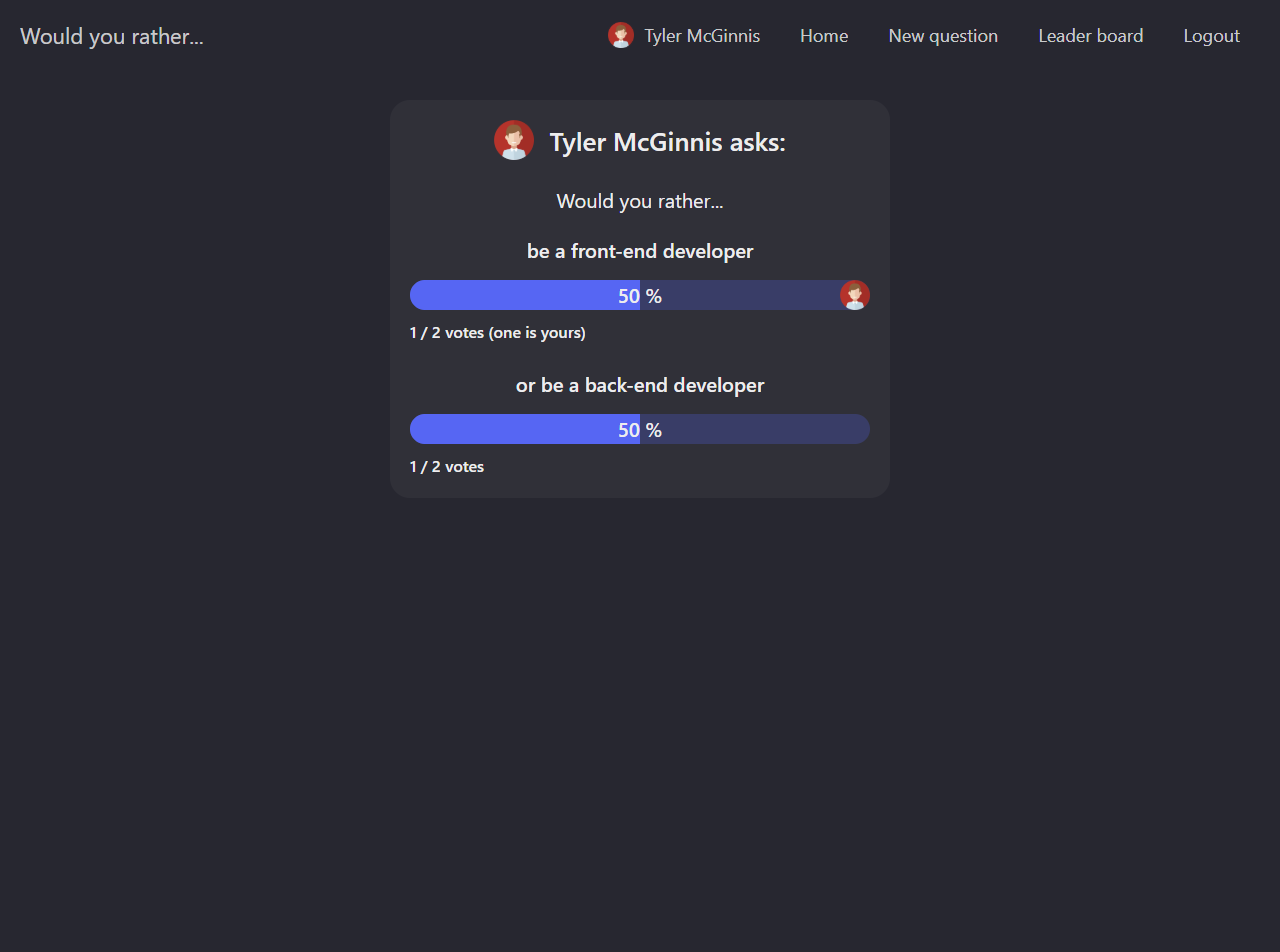 Would you rather...
Tyler McGinnis
Home
New question
Leader board
Logout
Tyler McGinnis asks:
Would you rather...
be a front-end developer
50 %
1 / 2 votes (one is yours)
or be a back-end developer
50 %
1 / 2 votes